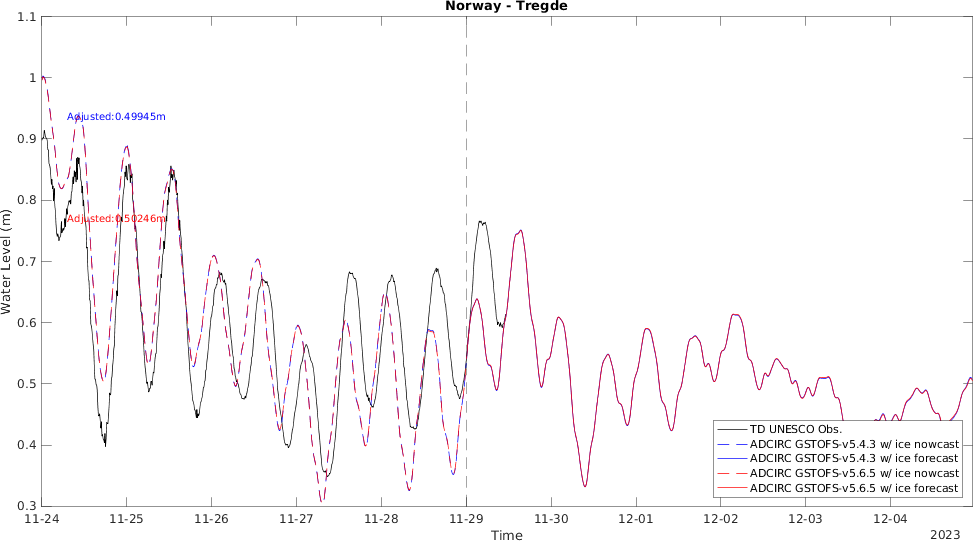 Norway - Tregde
1.1
1
0.9
0.8
0.7
0.6
0.5
0.4
0.3
Water Level (m)
Adjusted:0.49945m
Adjusted:0.50246m
TD UNESCO Obs.
ADCIRC GSTOFS-v5.4.3 w/ ice nowcast
ADCIRC GSTOFS-v5.4.3 w/ ice forecast
ADCIRC GSTOFS-v5.6.5 w/ ice nowcast
ADCIRC GSTOFS-v5.6.5 w/ ice forecast
11-24 11-25 11-26 11-27 11-28 11-29 11-30 12-01 12-02 12-03 12-04
Time
2023